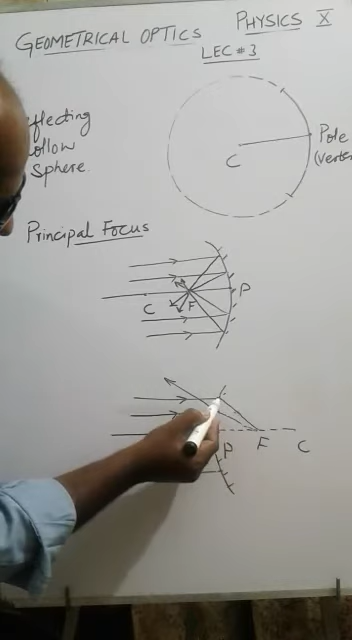 GEOMETRICAL OPTICS PHYSICS X
LEC # 3
flecting
ollow
Sphere.
C
Pole
(verte
Principal Focus
C F P
P F C